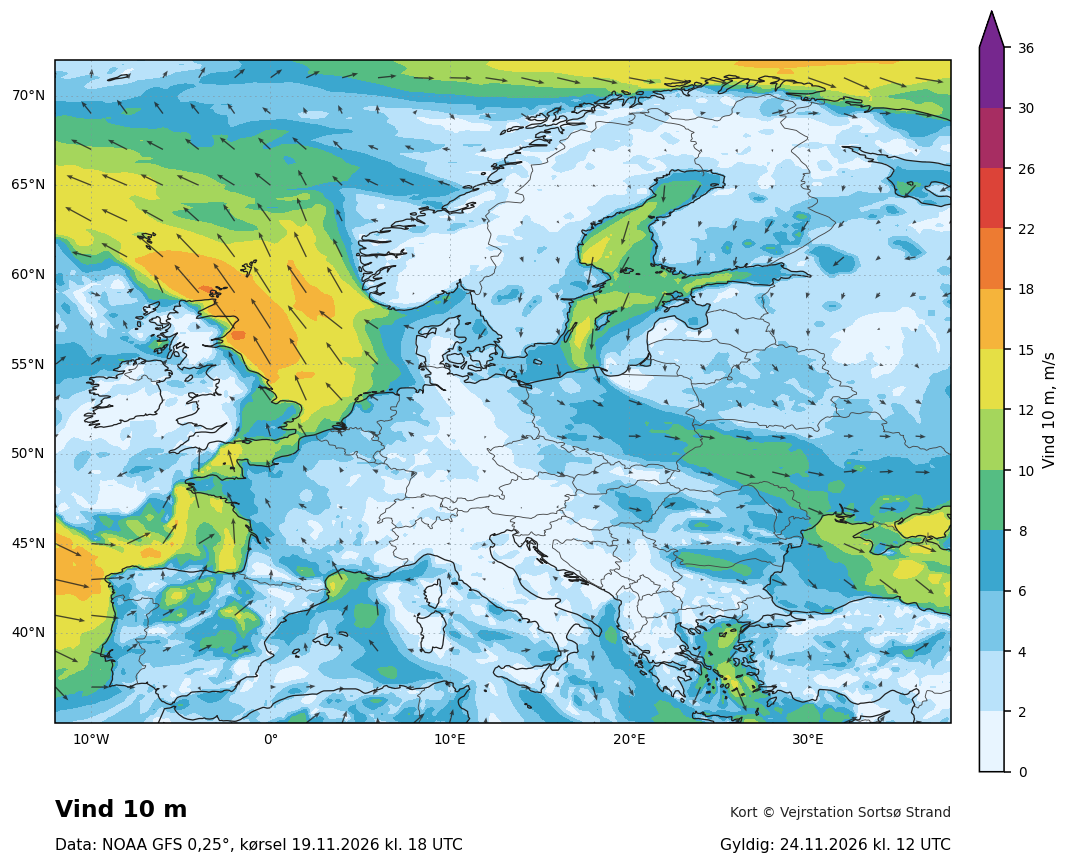 36
30
26
22
18
15
12
10
8
6
4
2
0
Vind 10 m, m/s
70°N
65°N
60°N
55°N
50°N
45°N
40°N
10°W
0°
10°E
20°E
30°E
Vind 10 m
Kort © Vejrstation Sortsø Strand
Data: NOAA GFS 0,25°, kørsel 19.11.2026 kl. 18 UTC
Gyldig: 24.11.2026 kl. 12 UTC